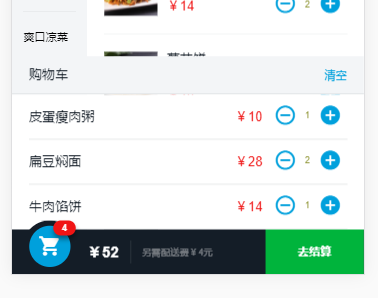 ¥14 2
爽口凉菜
购物车 清空
皮蛋瘦肉粥 ¥10 1
扁豆焖面 ¥28 2
牛肉馅饼 ¥14 1
4
¥52 另需配送费¥4元 去结算